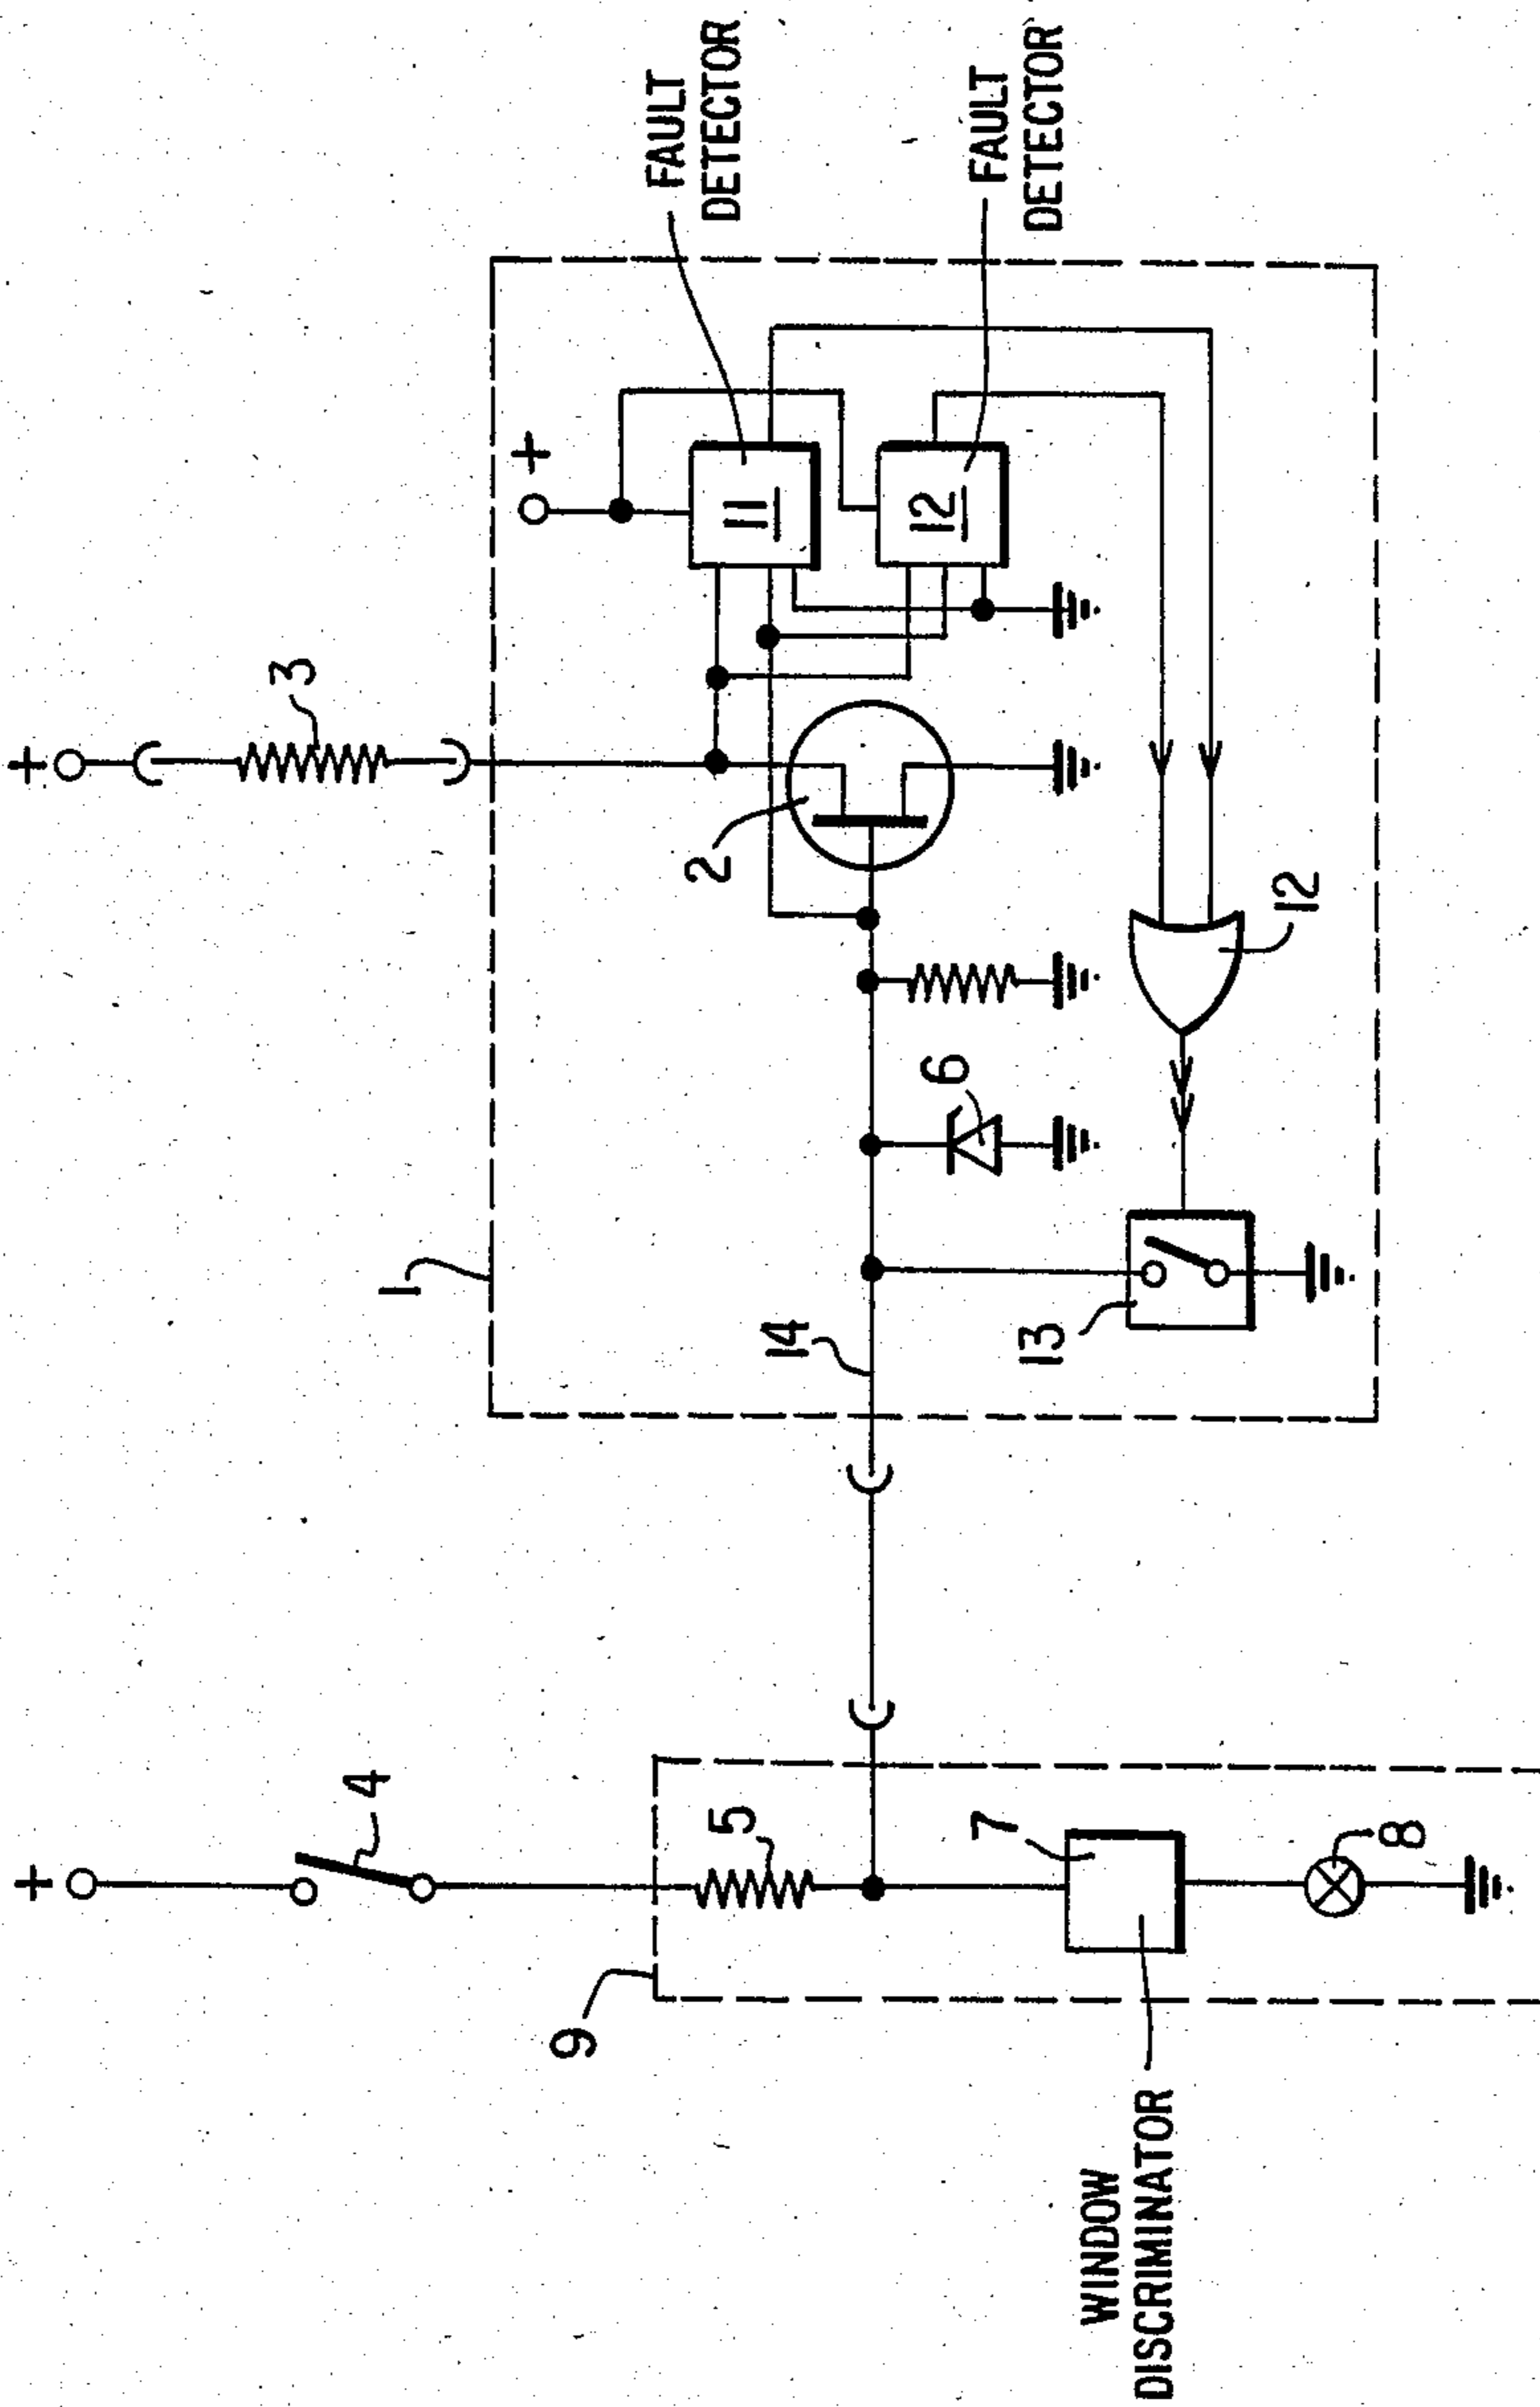 +
3
+
FAULT
DETECTOR
FAULT
DETECTOR
11
12
2
12
6
1
14
13
+
4
5
7
8
9
WINDOW
DISCRIMINATOR